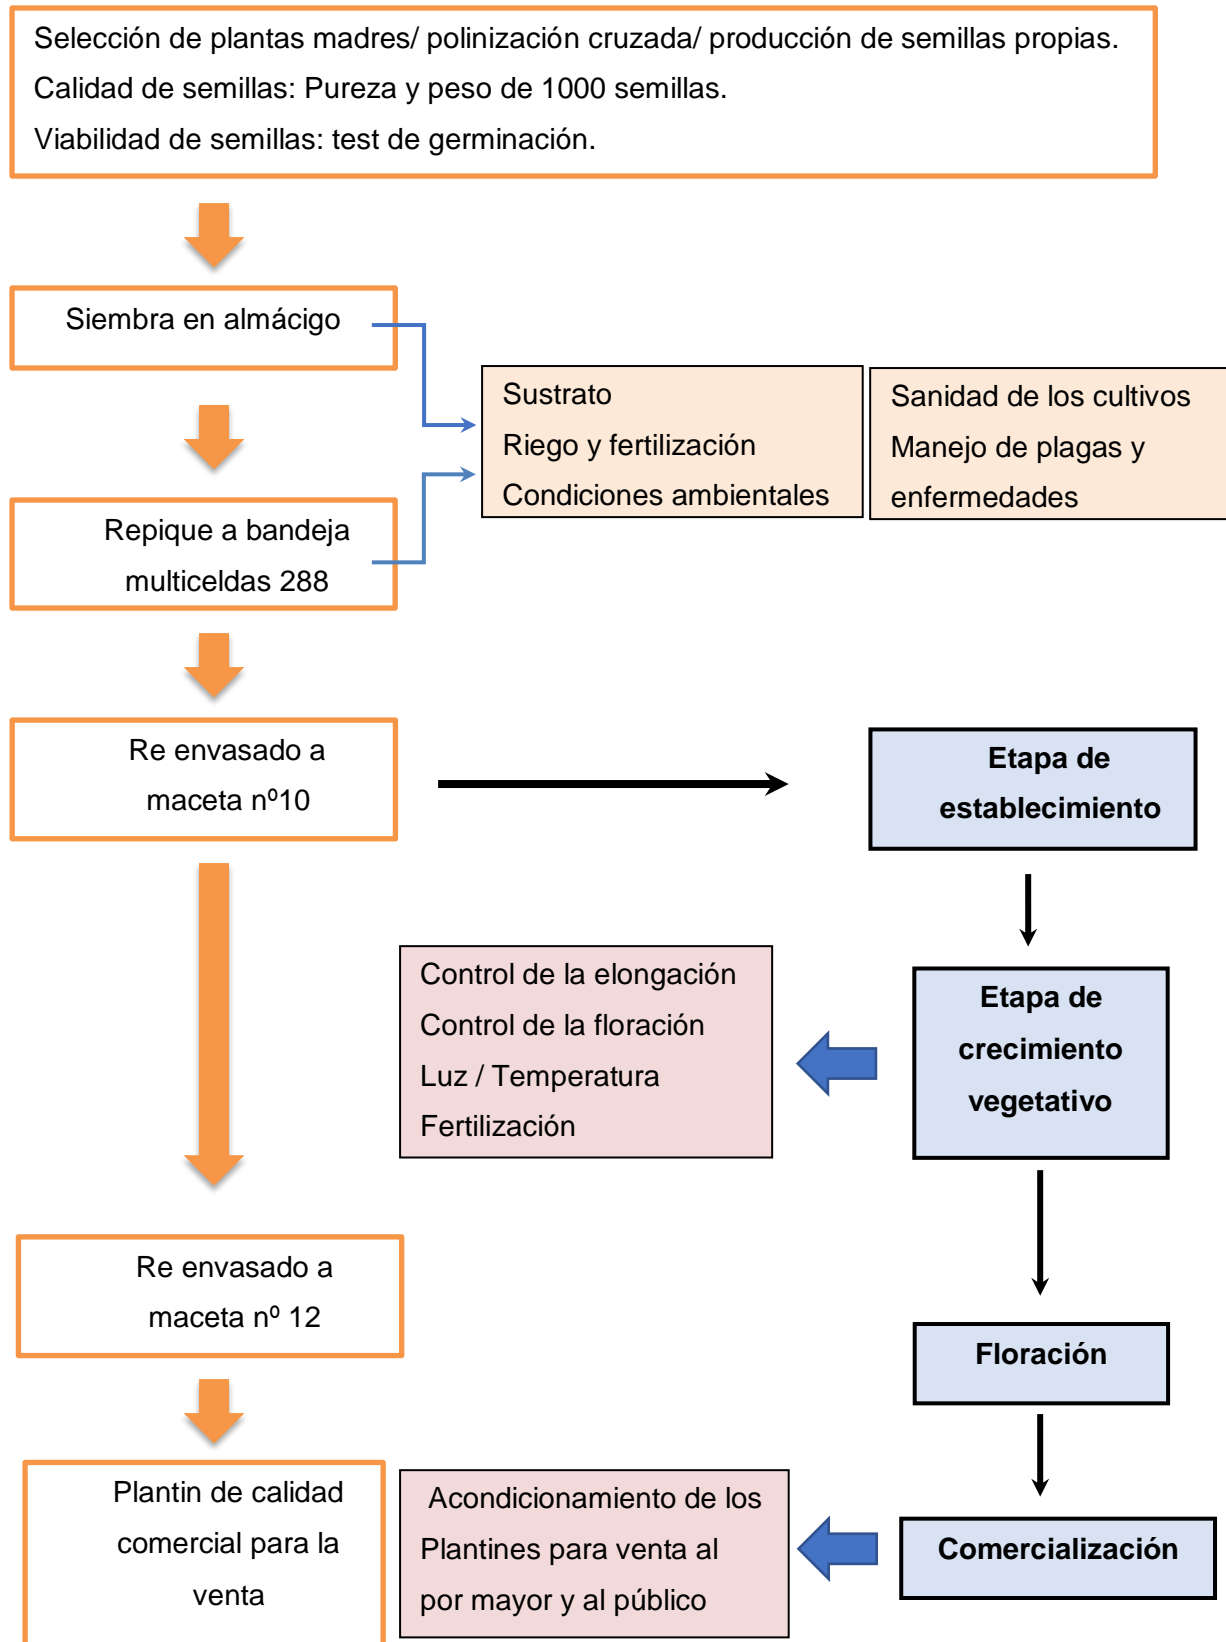 Selección de plantas madres/ polinización cruzada/ producción de semillas propias.
Calidad de semillas: Pureza y peso de 1000 semillas.
Viabilidad de semillas: test de germinación.
Siembra en almácigo
Sustrato
Riego y fertilización
Condiciones ambientales
Sanidad de los cultivos
Manejo de plagas y
enfermedades
Repique a bandeja
multiceldas 288
Re envasado a
maceta nº10
Etapa de
establecimiento
Control de la elongación
Control de la floración
Luz / Temperatura
Fertilización
Etapa de
crecimiento
vegetativo
Re envasado a
maceta nº 12
Floración
Plantin de calidad
comercial para la
venta
Acondicionamiento de los
Plantines para venta al
por mayor y al público
Comercialización